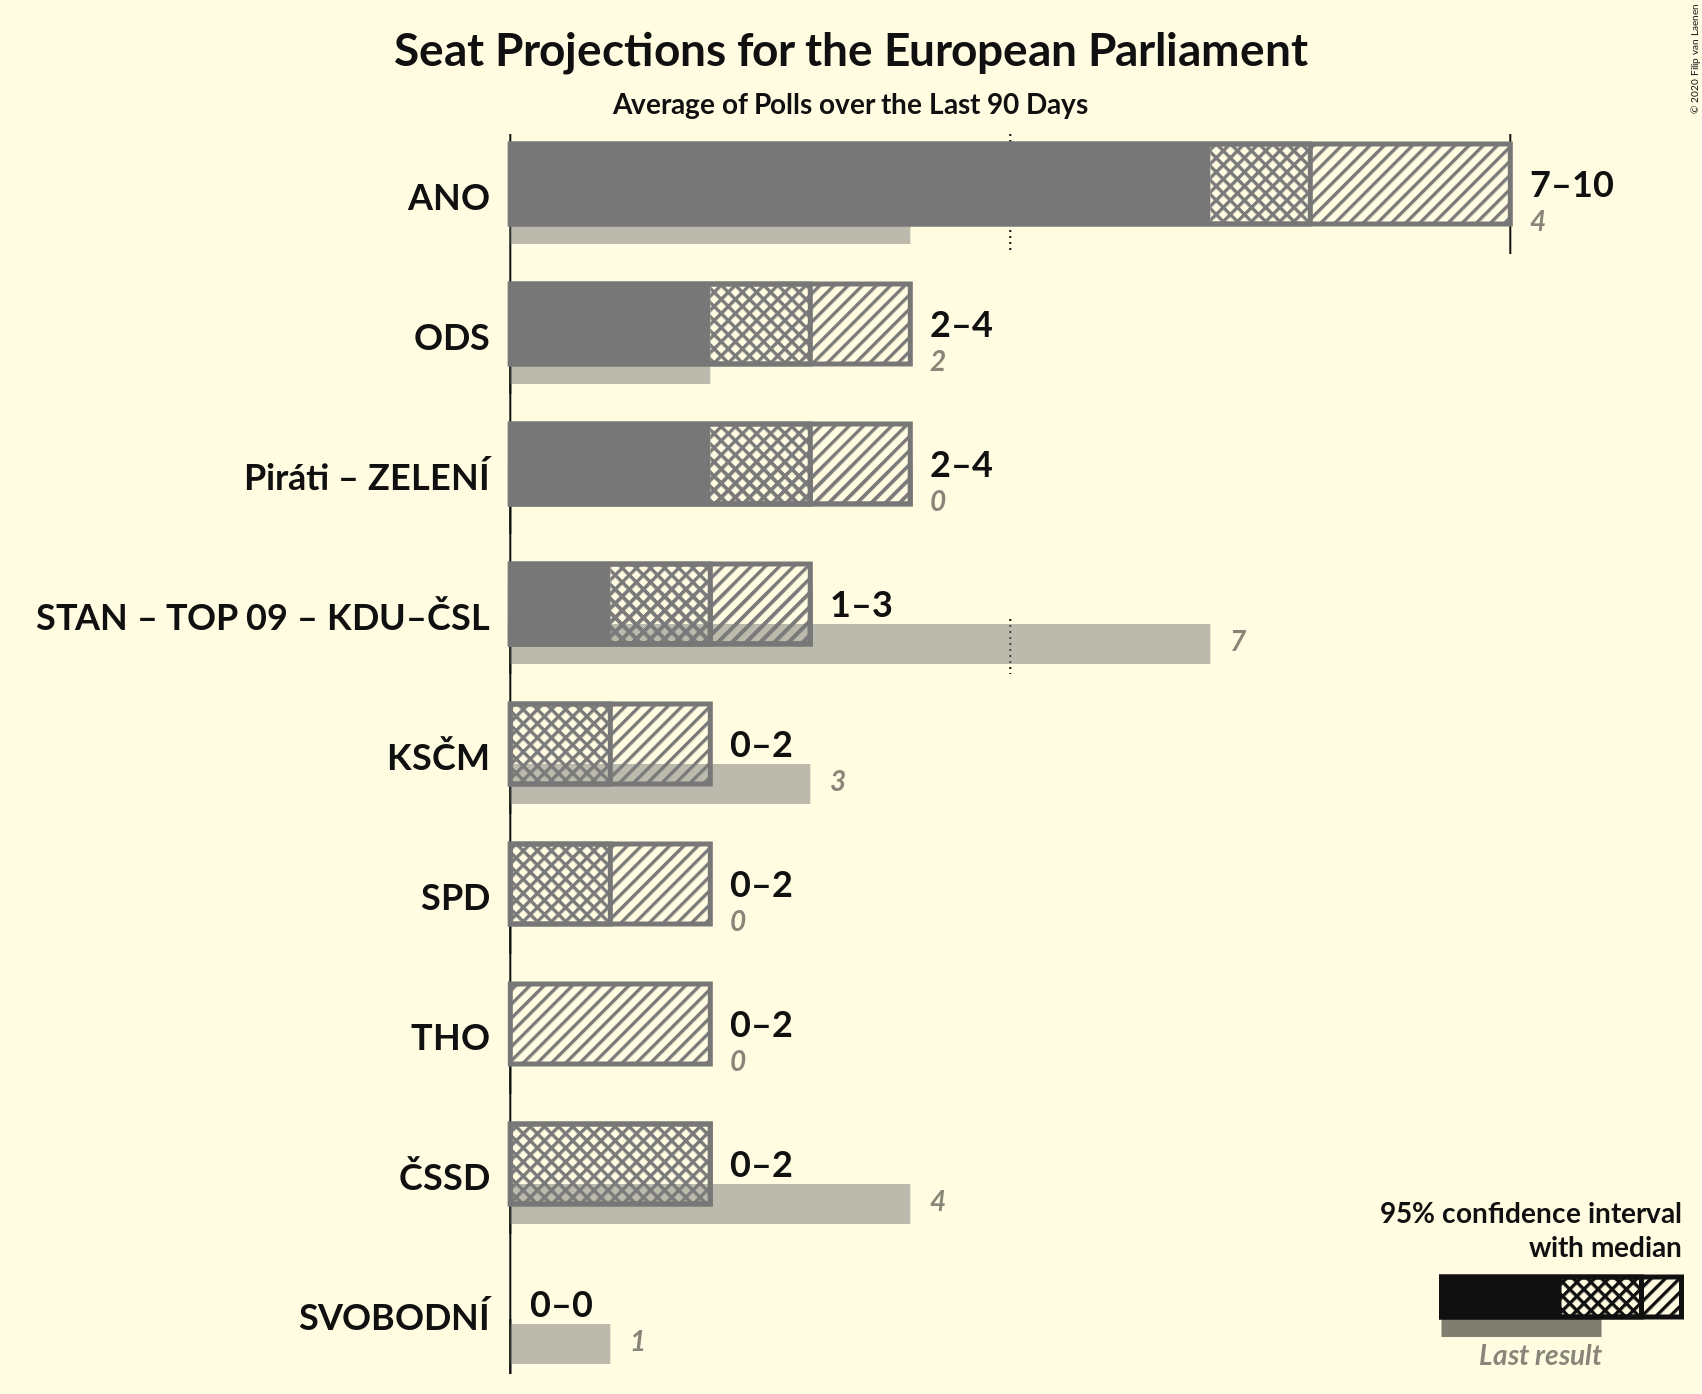 Seat Projections for the European Parliament
Average of Polls over the Last 90 Days
© 2020 Filip van Laenen
ANO
7–10
4
ODS
2–4
2
Piráti – ZELENÍ
2–4
0
STAN – TOP 09 – KDU–ČSL
1–3
7
KSČM
0–2
3
SPD
0–2
0
THO
0–2
0
ČSSD
0–2
4
SVOBODNÍ
0–0
1
95% confidence interval
with median
Last result